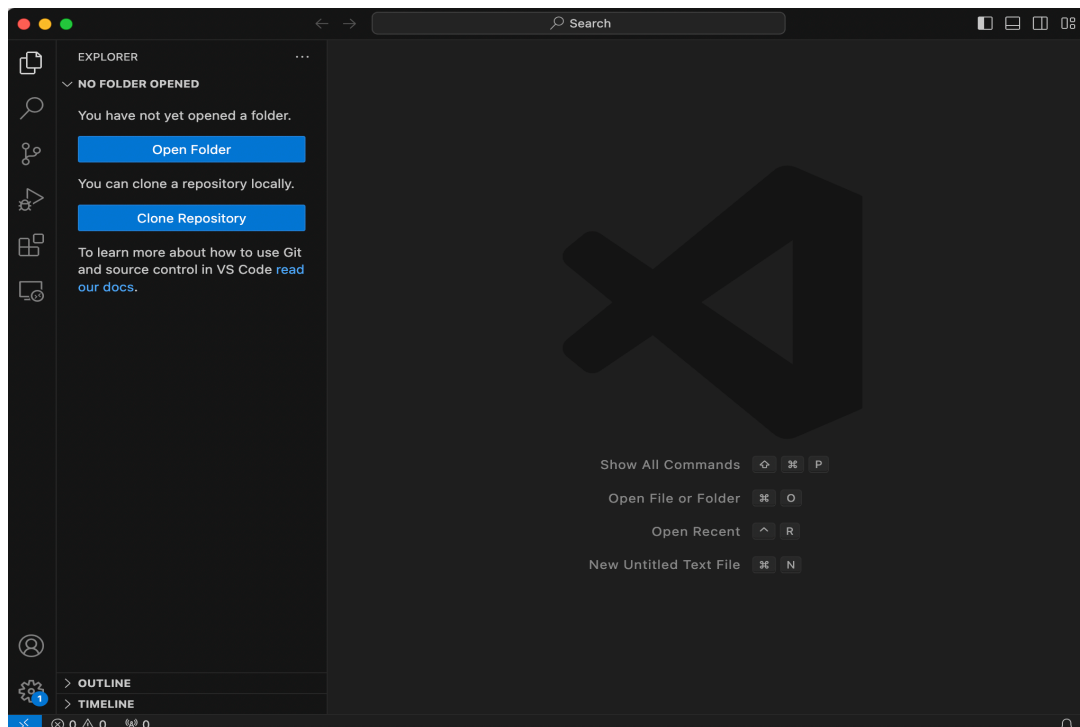 Search
EXPLORER
NO FOLDER OPENED
You have not yet opened a folder.
Open Folder
You can clone a repository locally.
Clone Repository
To learn more about how to use Git
and source control in VS Code read
our docs.
Show All Commands ⇧ ⌘ P
Open File or Folder ⌘ O
Open Recent ^ R
New Untitled Text File ⌘ N
1
OUTLINE
TIMELINE
0 0 0